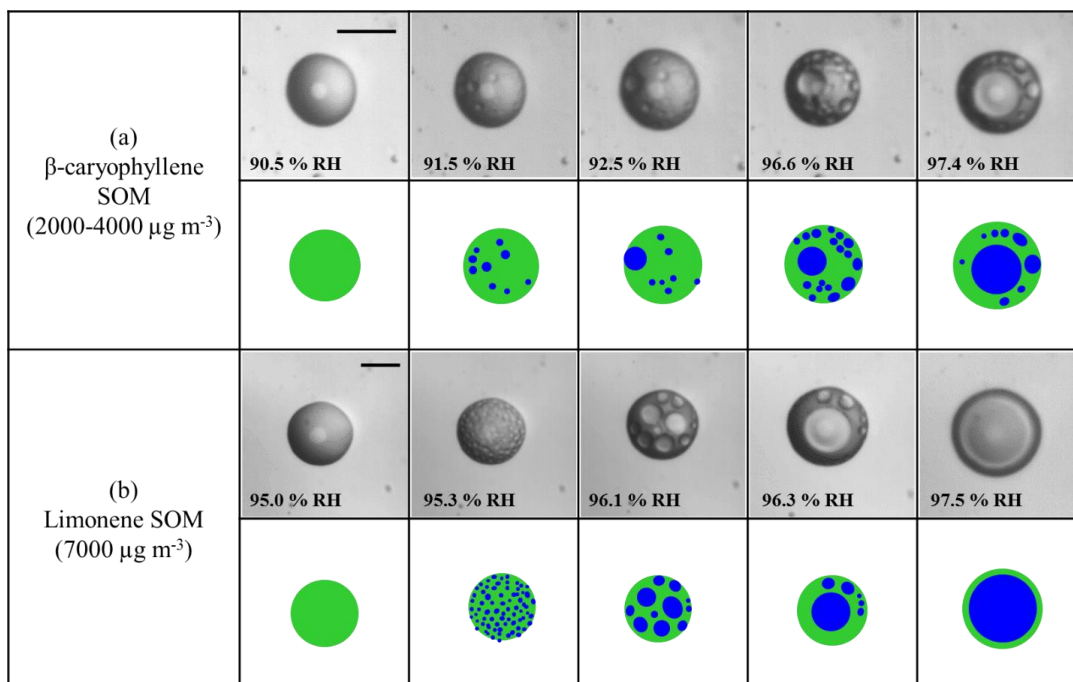 (a)
β-caryophyllene
SOM
(2000-4000 µg m⁻³)
90.5 % RH
91.5 % RH
92.5 % RH
96.6 % RH
97.4 % RH
(b)
Limonene SOM
(7000 µg m⁻³)
95.0 % RH
95.3 % RH
96.1 % RH
96.3 % RH
97.5 % RH